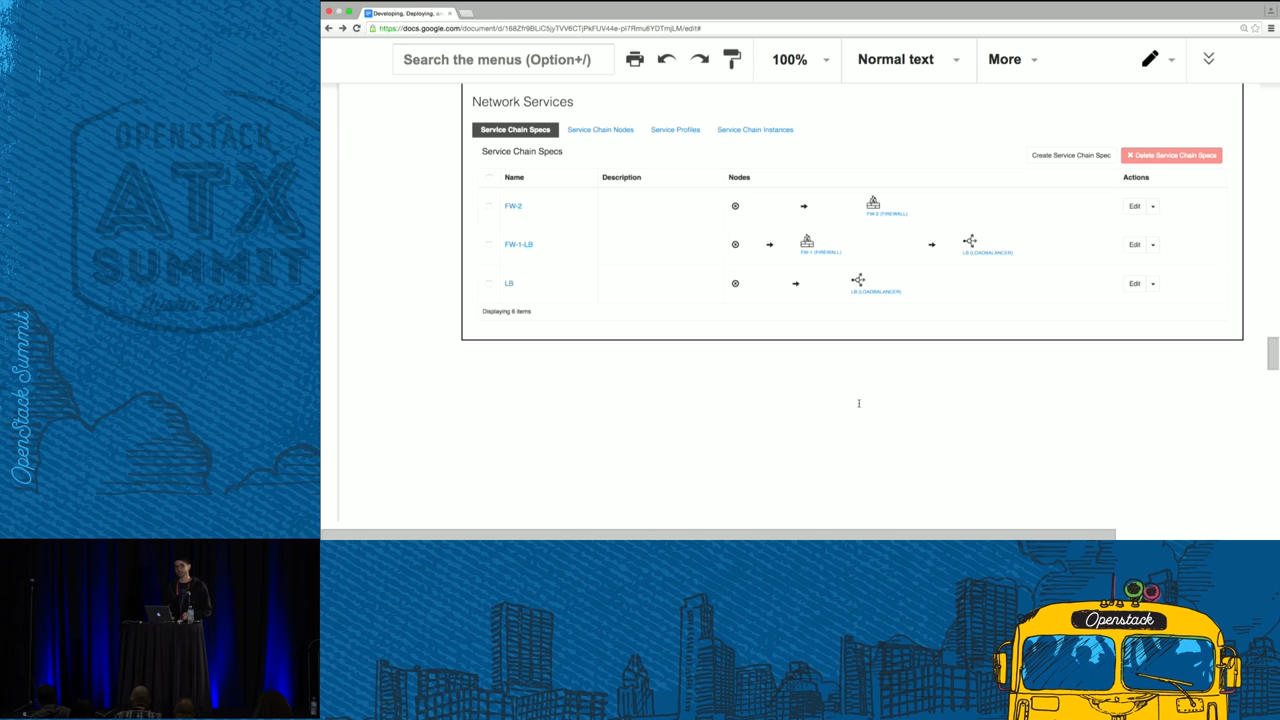 Developing, Deploying, an
https://docs.google.com/document/d/168Zfr9BLiC5jyTVV6CTjPkFUV44e-pI7Rmu6YDTmjLM/edit#
Search the menus (Option+/)
100%
Normal text
More
Network Services
Service Chain Specs
Service Chain Nodes
Service Profiles
Service Chain Instances
Service Chain Specs
Create Service Chain Spec
Delete Service Chain Specs
Name
Description
Nodes
Actions
FW-2
FW-2 (FIREWALL)
Edit
FW-1-LB
FW-1 (FIREWALL)
LB (LOADBALANCER)
Edit
LB
LB (LOADBALANCER)
Edit
Displaying 6 items
OpenStack Summit
ATX
Openstack